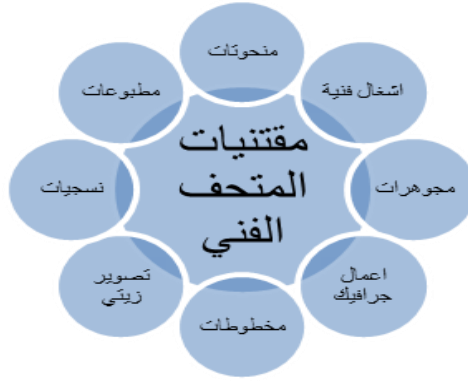 مقتنيات
المتحف
الفني
منحوتات
اشغال فنية
مجوهرات
اعمال
جرافيك
مخطوطات
تصوير
زيتي
نسجيات
مطبوعات